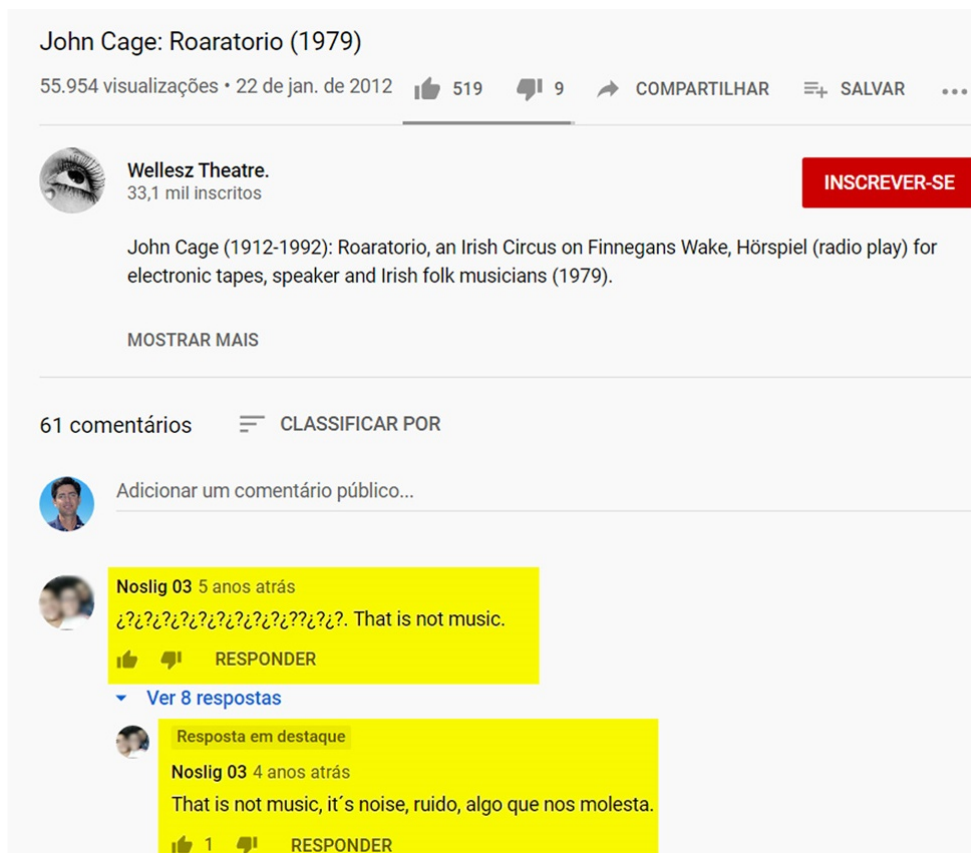 John Cage: Roaratorio (1979)
55.954 visualizações • 22 de jan. de 2012 519 9 COMPARTILHAR SALVAR ...
Wellesz Theatre.
33,1 mil inscritos
INSCREVER-SE
John Cage (1912-1992): Roaratorio, an Irish Circus on Finnegans Wake, Hörspiel (radio play) for
electronic tapes, speaker and Irish folk musicians (1979).
MOSTRAR MAIS
61 comentários CLASSIFICAR POR
Adicionar um comentário público...
Noslig 03 5 anos atrás
¿?¿?¿?¿?¿?¿?¿?¿?¿?¿??¿?¿?. That is not music.
RESPONDER
Ver 8 respostas
Resposta em destaque
Noslig 03 4 anos atrás
That is not music, it´s noise, ruido, algo que nos molesta.
1 RESPONDER